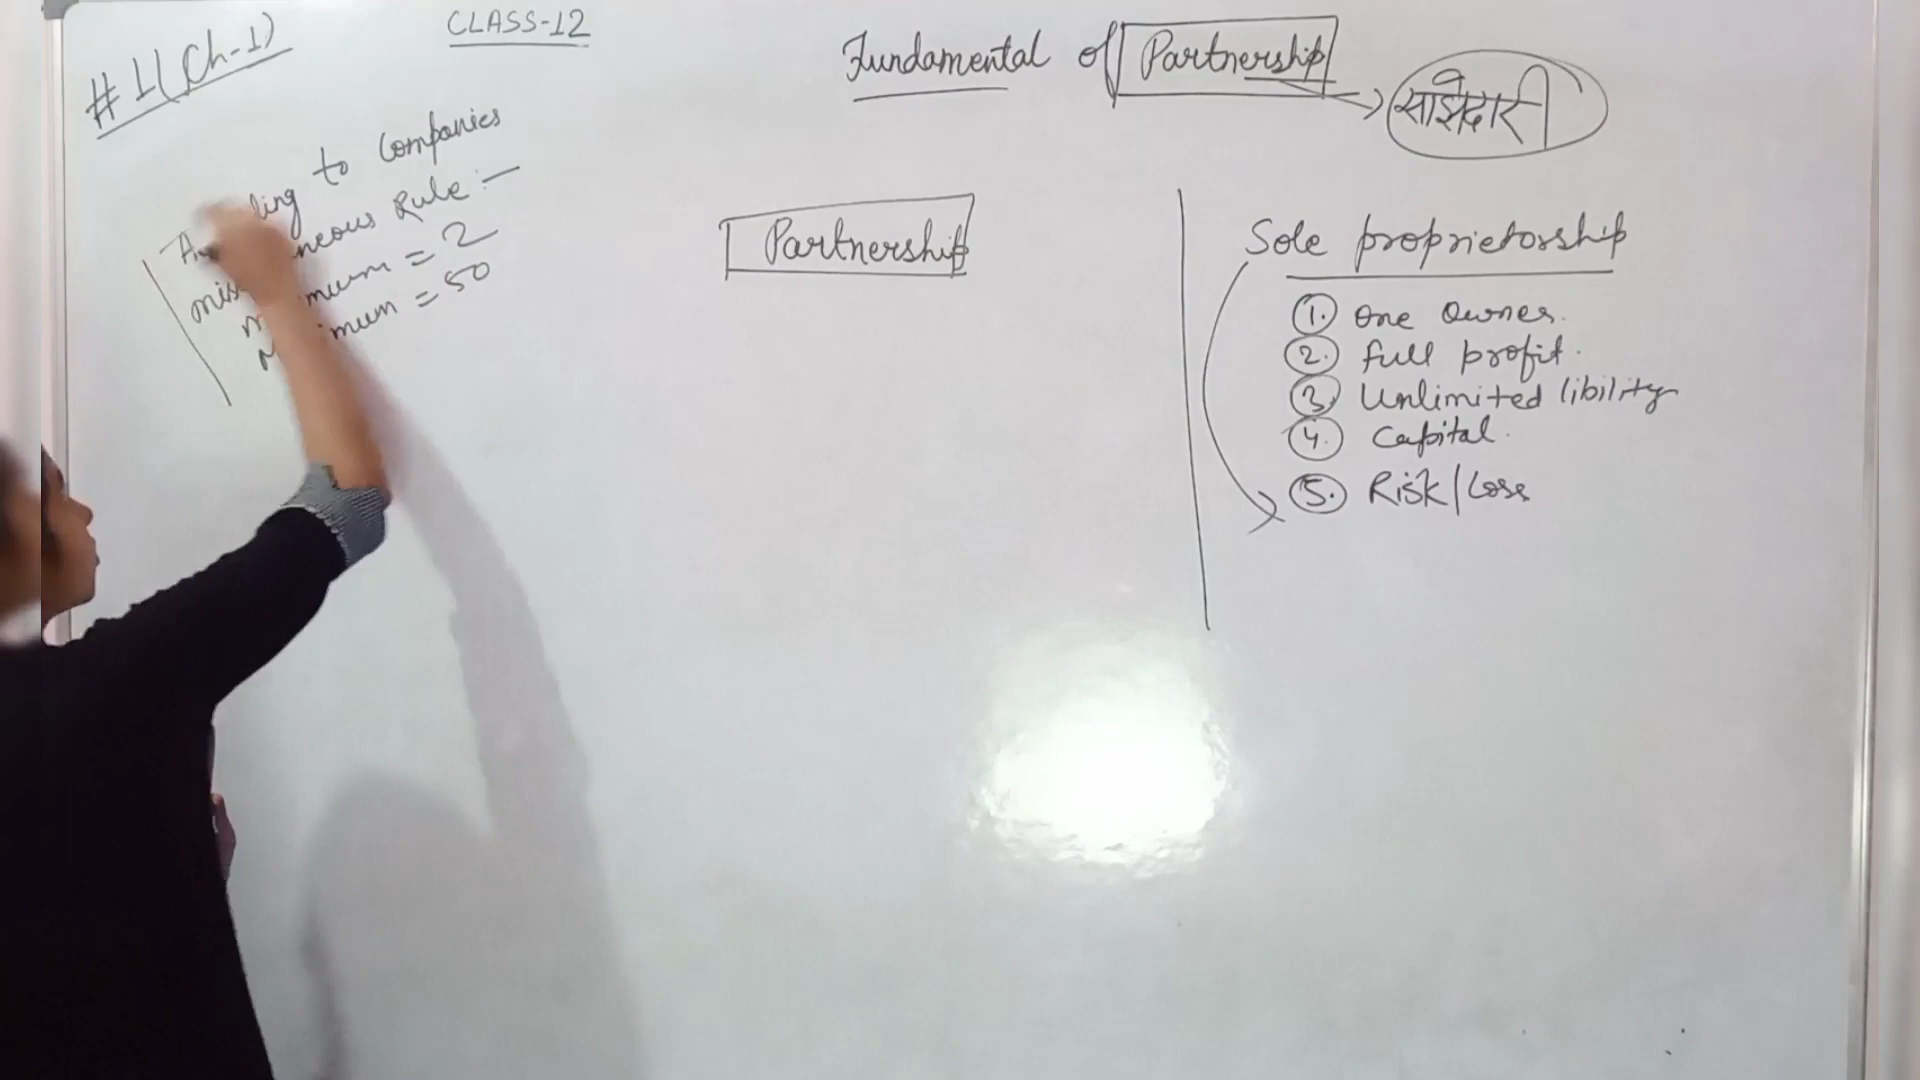 #1(Ch-1)
CLASS-12
Fundamental of Partnership
साझेदारी
to Companies
Rule :-
= 2
= 50
Partnership
Sole proprietorship
1. One Owner.
2. full profit.
3. Unlimited libility
4. Capital.
5. Risk/Loss